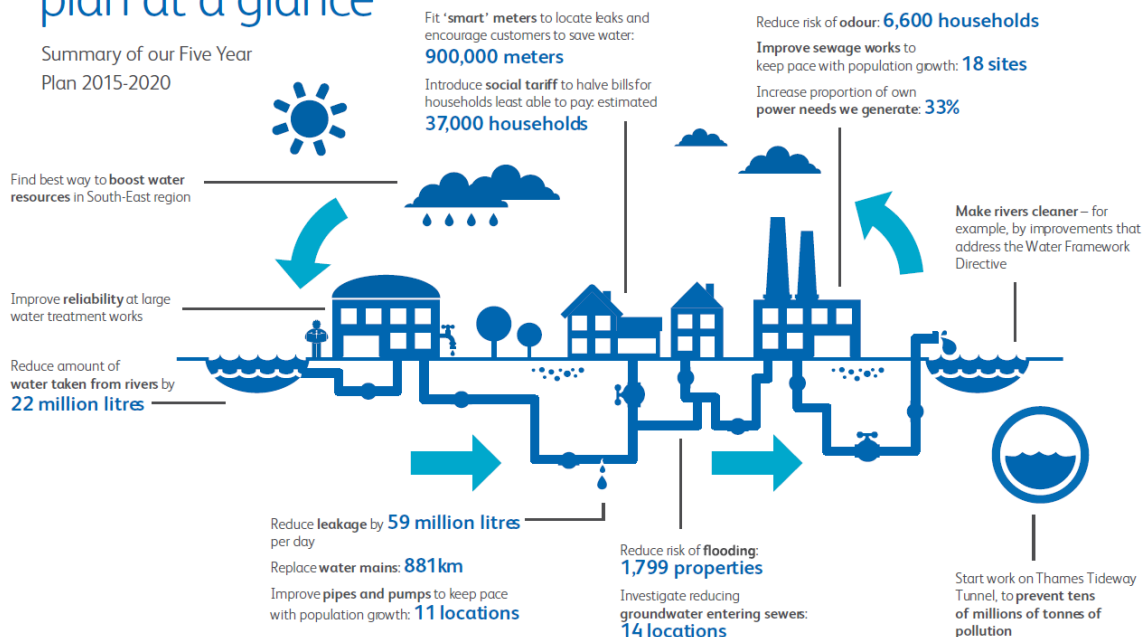 plan at a glance
Summary of our Five Year
Plan 2015-2020
Fit ‘smart’ meters to locate leaks and
encourage customers to save water:
900,000 meters
Introduce social tariff to halve bills for
households least able to pay: estimated
37,000 households
Reduce risk of odour: 6,600 households
Improve sewage works to
keep pace with population growth: 18 sites
Increase proportion of own
power needs we generate: 33%
Find best way to boost water
resources in South-East region
Make rivers cleaner – for
example, by improvements that
address the Water Framework
Directive
Improve reliability at large
water treatment works
Reduce amount of
water taken from rivers by
22 million litres
Reduce leakage by 59 million litres
per day
Replace water mains: 881km
Improve pipes and pumps to keep pace
with population growth: 11 locations
Reduce risk of flooding:
1,799 properties
Investigate reducing
groundwater entering sewers:
14 locations
Start work on Thames Tideway
Tunnel, to prevent tens
of millions of tonnes of
pollution